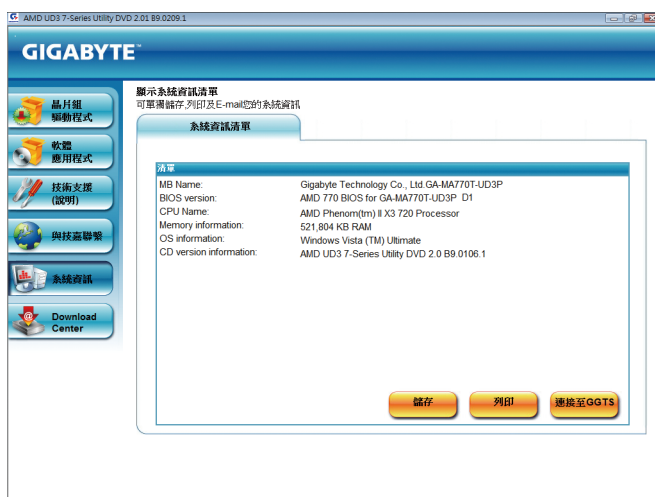 AMD UD3 7-Series Utility DVD 2.01 B9.0209.1
GIGABYTE™
顯示系統資訊清單
可單獨儲存,列印及E-mail您的系統資訊
系統資訊清單
晶片組
驅動程式
軟體
應用程式
技術支援
(說明)
與技嘉聯繫
系統資訊
Download
Center
清單
MB Name: Gigabyte Technology Co., Ltd.GA-MA770T-UD3P
BIOS version: AMD 770 BIOS for GA-MA770T-UD3P D1
CPU Name: AMD Phenom(tm) II X3 720 Processor
Memory information: 521,804 KB RAM
OS information: Windows Vista (TM) Ultimate
CD version information: AMD UD3 7-Series Utility DVD 2.0 B9.0106.1
儲存 列印 連接至GGTS